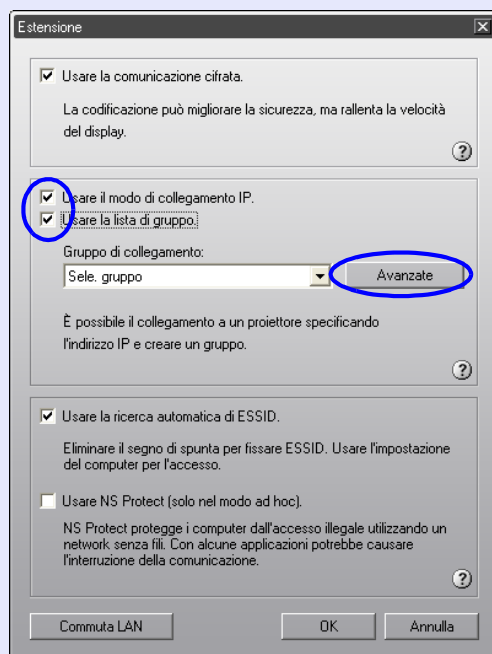 Estensione
Usare la comunicazione cifrata.
La codificazione può migliorare la sicurezza, ma rallenta la velocità
del display.
?
Usare il modo di collegamento IP.
Usare la lista di gruppo.
Gruppo di collegamento:
Sele. gruppo
Avanzate
È possibile il collegamento a un proiettore specificando
l'indirizzo IP e creare un gruppo.
?
Usare la ricerca automatica di ESSID.
Eliminare il segno di spunta per fissare ESSID. Usare l'impostazione
del computer per l'accesso.
Usare NS Protect (solo nel modo ad hoc).
NS Protect protegge i computer dall'accesso illegale utilizzando un
network senza fili. Con alcune applicazioni potrebbe causare
l'interruzione della comunicazione.
?
Commuta LAN
OK
Annulla